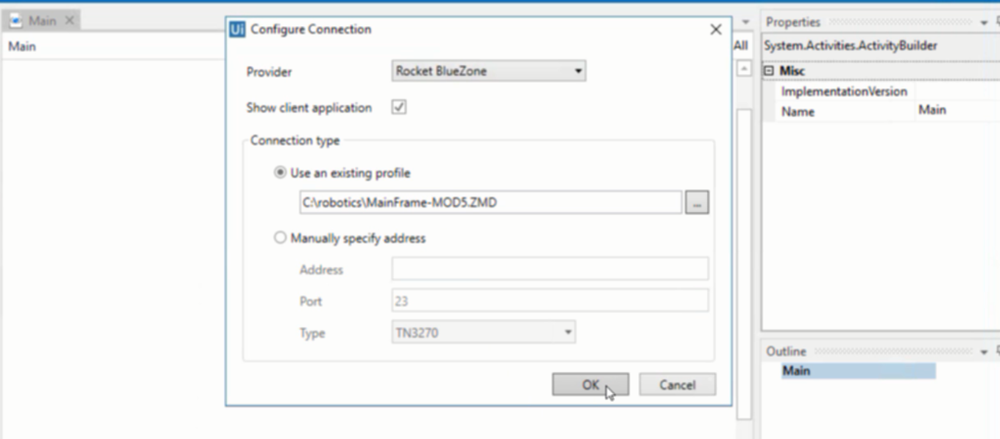 Main
Main
Ui Configure Connection
Provider
Rocket BlueZone
Show client application
Connection type
Use an existing profile
C:\robotics\MainFrame-MOD5.ZMD
...
Manually specify address
Address
Port
23
Type
TN3270
OK
Cancel
All
Properties
System.Activities.ActivityBuilder
Misc
ImplementationVersion
Name
Main
Outline
Main